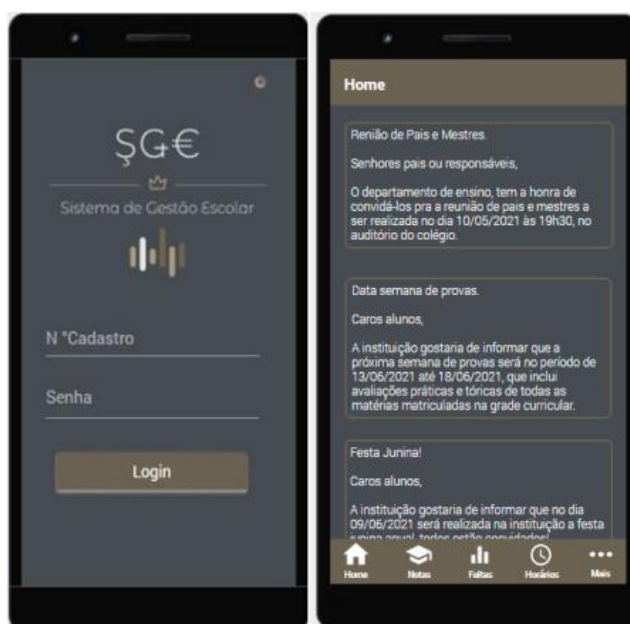 ŞG€
Sistema de Gestão Escolar
N °Cadastro
Senha
Login
Home
Renião de Pais e Mestres.
Senhores pais ou responsáveis,
O departamento de ensino, tem a honra de
convidá-los pra a reunião de pais e mestres a
ser realizada no dia 10/05/2021 às 19h30, no
auditório do colégio.
Data semana de provas.
Caros alunos,
A instituição gostaria de informar que a
próxima semana de provas será no período de
13/06/2021 até 18/06/2021, que inclui
avaliações práticas e tóricas de todas as
matérias matriculadas na grade curricular.
Festa Junina!
Caros alunos,
A instituição gostaria de informar que no dia
09/06/2021 será realizada na instituição a festa
junina anual, todos estão convidados!
Home Notas Faltas Horários Mais